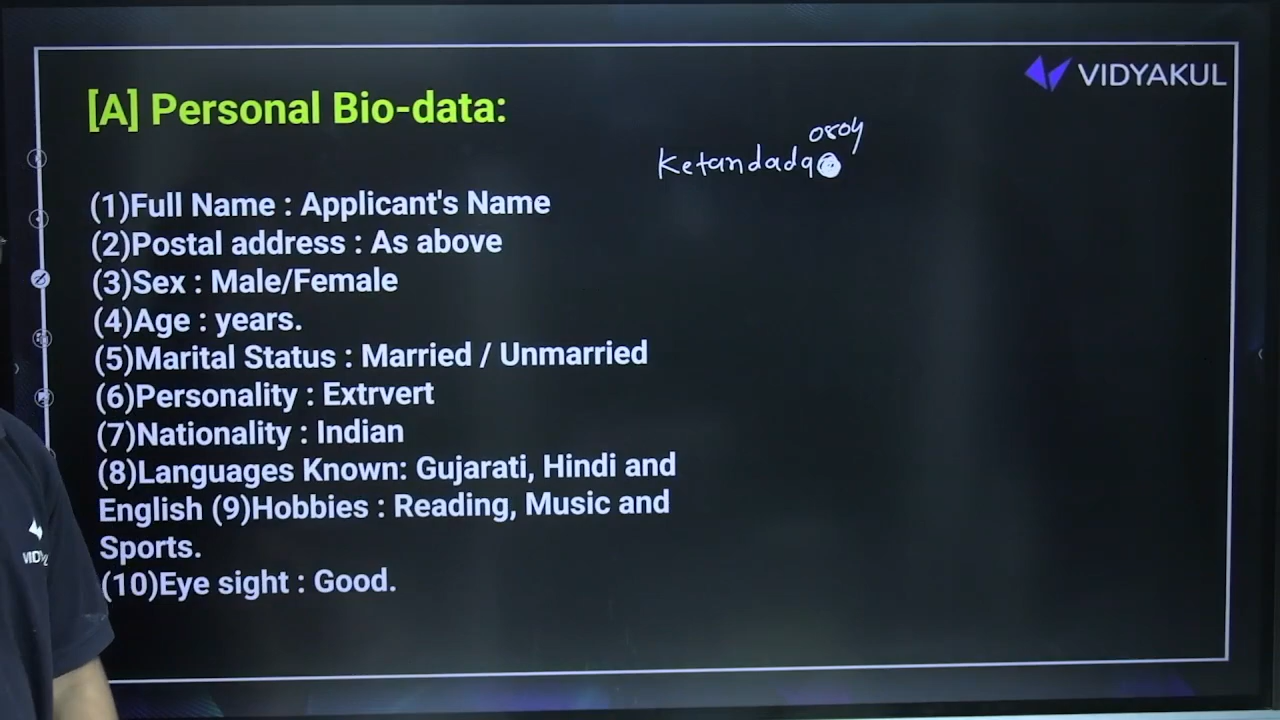 VIDYAKUL
[A] Personal Bio-data:
0804
Ketandada
(1)Full Name : Applicant's Name
(2)Postal address : As above
(3)Sex : Male/Female
(4)Age : years.
(5)Marital Status : Married / Unmarried
(6)Personality : Extrvert
(7)Nationality : Indian
(8)Languages Known: Gujarati, Hindi and
English (9)Hobbies : Reading, Music and
Sports.
(10)Eye sight : Good.